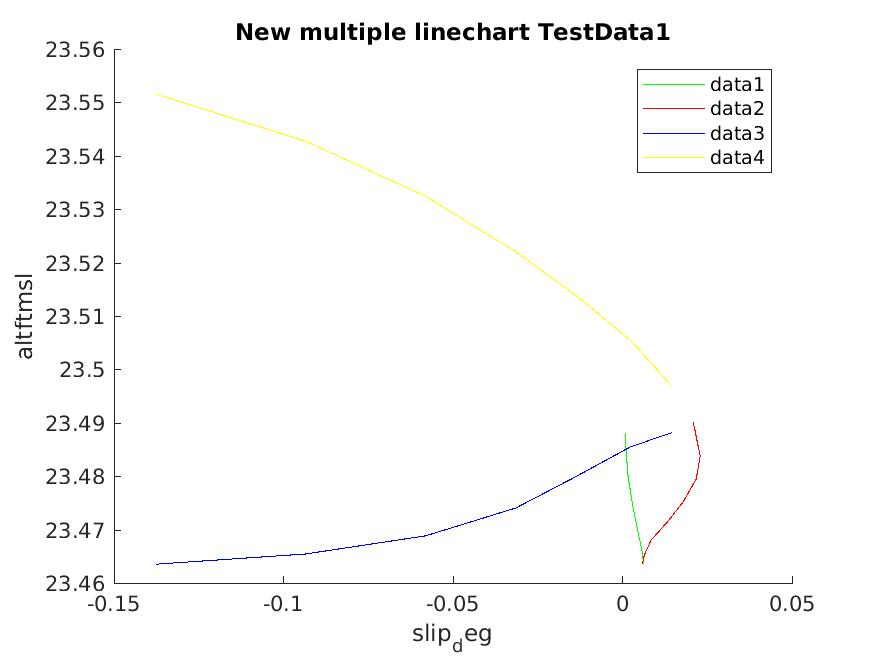 New multiple linechart TestData1
23.56
23.55
23.54
23.53
23.52
23.51
23.5
23.49
23.48
23.47
23.46
altftmsl
data1
data2
data3
data4
-0.15 -0.1 -0.05 0 0.05
slip_deg